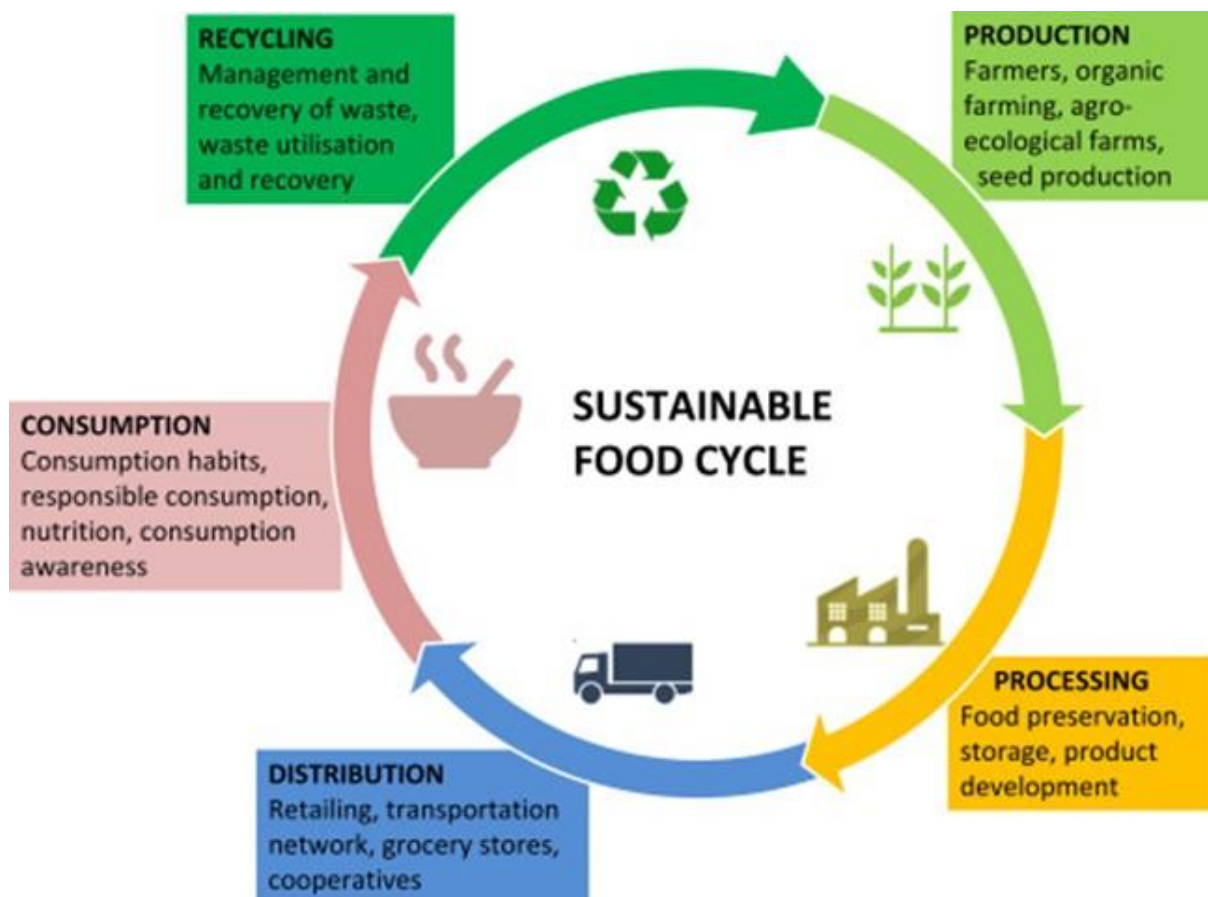 RECYCLING
Management and
recovery of waste,
waste utilisation
and recovery
PRODUCTION
Farmers, organic
farming, agro-
ecological farms,
seed production
SUSTAINABLE
FOOD CYCLE
CONSUMPTION
Consumption habits,
responsible consumption,
nutrition, consumption
awareness
PROCESSING
Food preservation,
storage, product
development
DISTRIBUTION
Retailing, transportation
network, grocery stores,
cooperatives